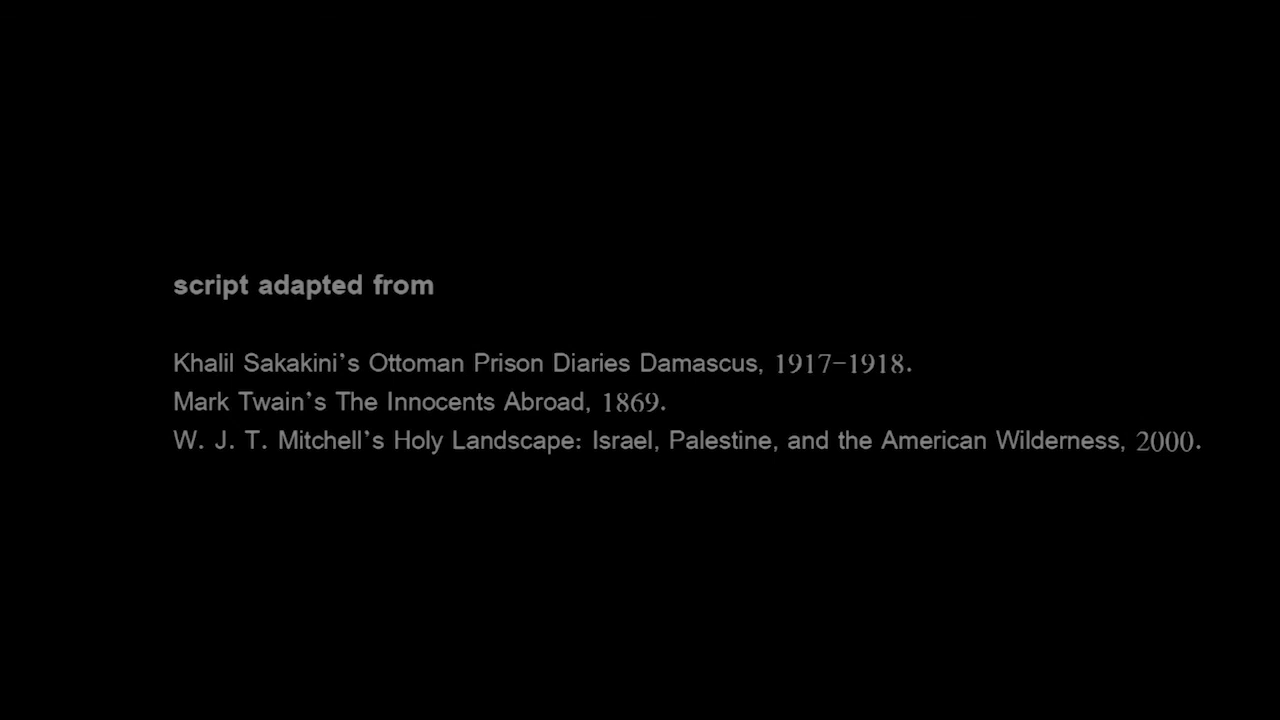 script adapted from
Khalil Sakakini’s Ottoman Prison Diaries Damascus, 1917–1918.
Mark Twain’s The Innocents Abroad, 1869.
W. J. T. Mitchell’s Holy Landscape: Israel, Palestine, and the American Wilderness, 2000.